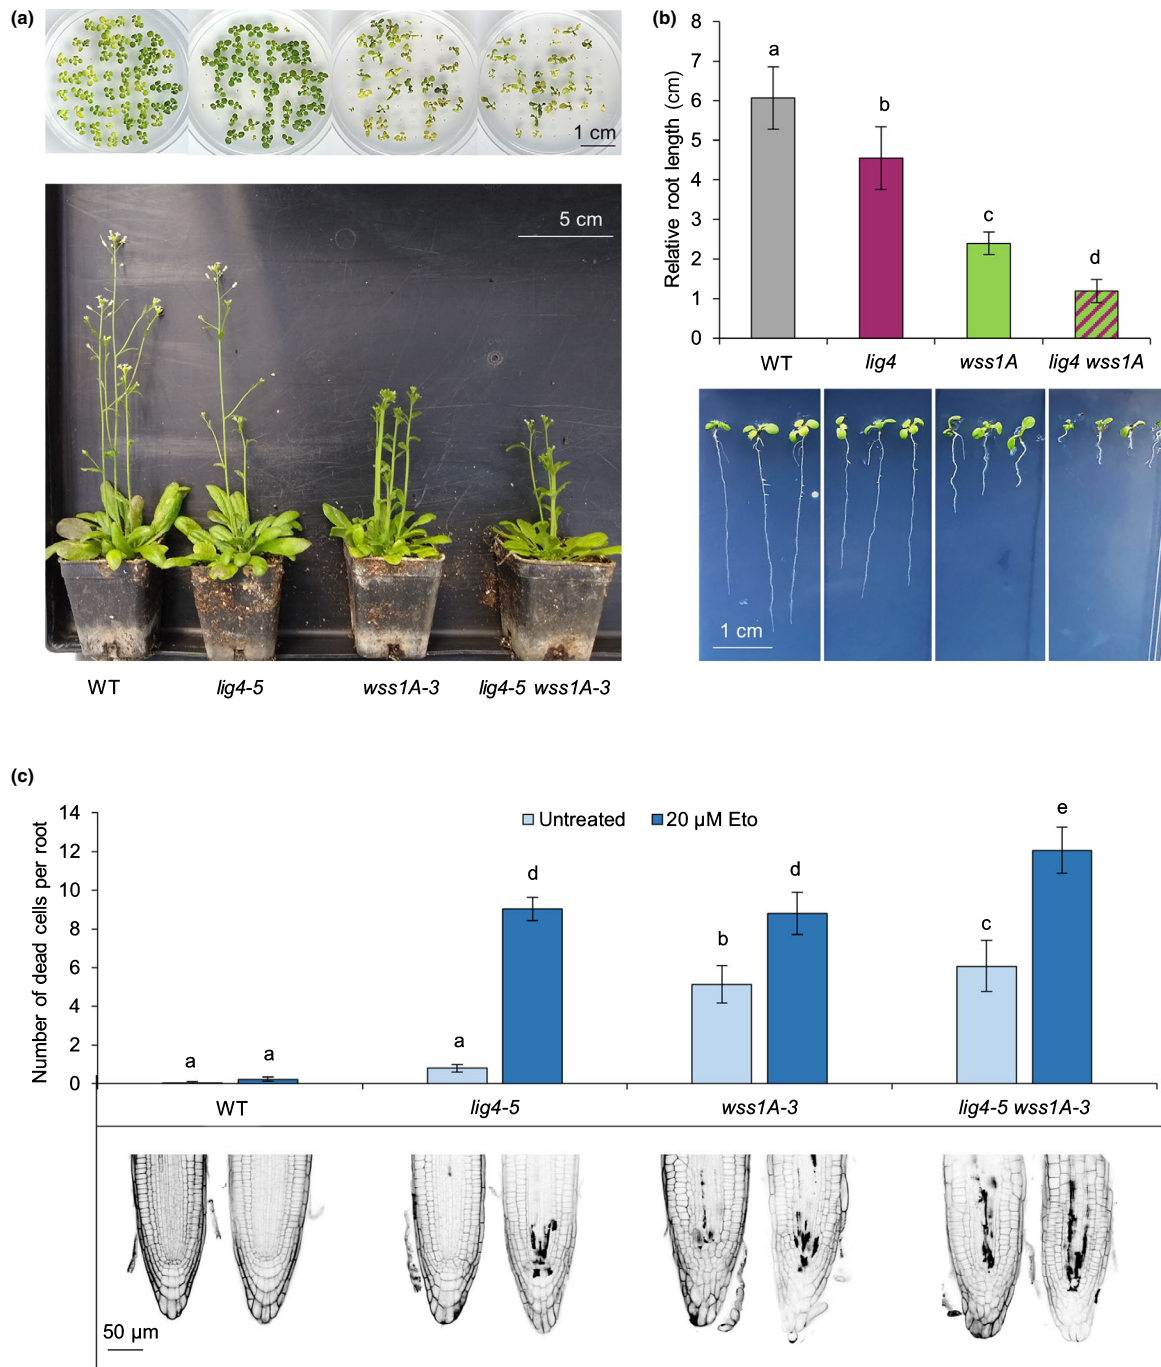 (a)
1 cm
5 cm
WT
lig4-5
wss1A-3
lig4-5 wss1A-3
(b)
Relative root length (cm)
8
7
6
5
4
3
2
1
0
a
b
c
d
WT
lig4
wss1A
lig4 wss1A
1 cm
(c)
Number of dead cells per root
14
12
10
8
6
4
2
0
Untreated
20 µM Eto
a
a
a
d
b
d
c
e
WT
lig4-5
wss1A-3
lig4-5 wss1A-3
50 µm